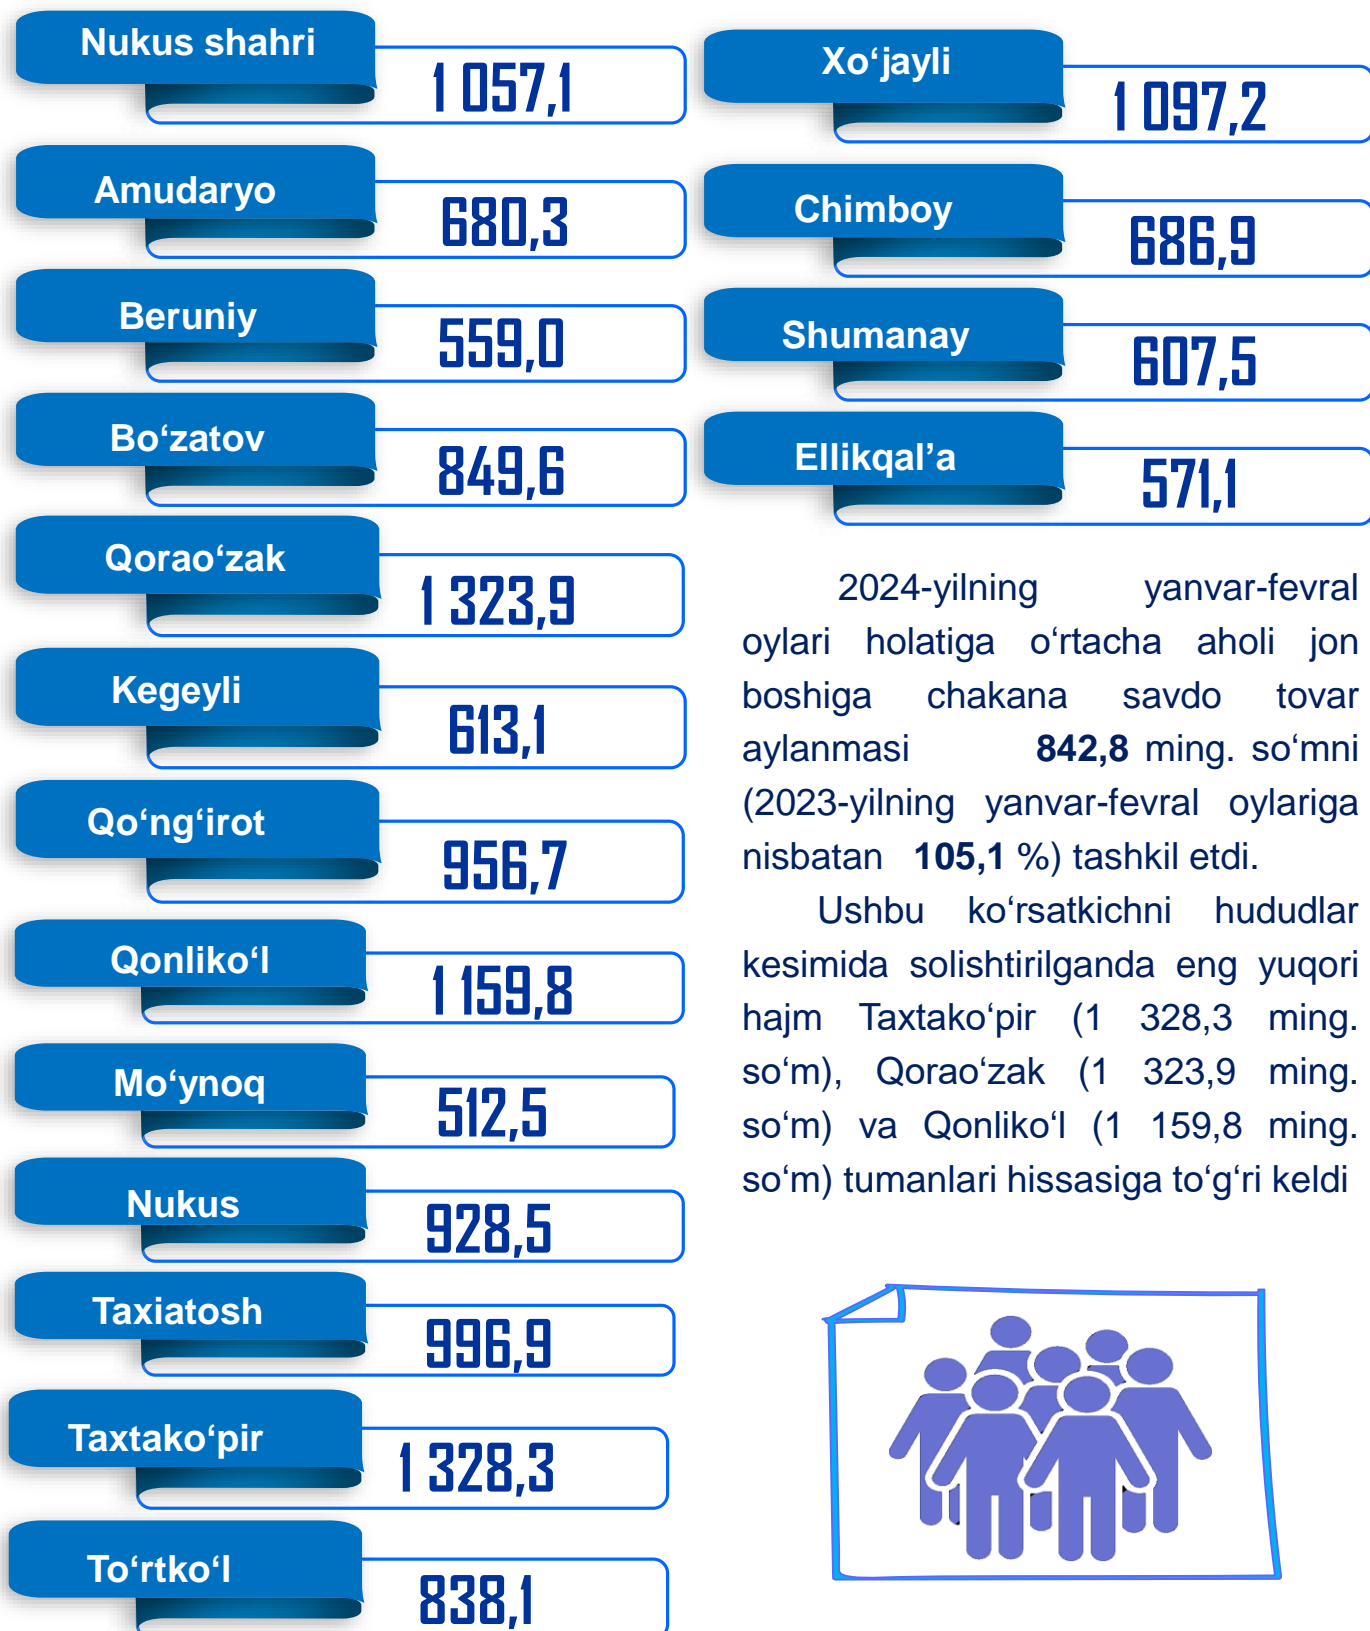 Nukus shahri
1 057,1
Amudaryo
680,3
Beruniy
559,0
Bo‘zatov
849,6
Qorao‘zak
1 323,9
Kegeyli
613,1
Qo‘ng‘irot
956,7
Qonliko‘l
1 159,8
Mo‘ynoq
512,5
Nukus
928,5
Taxiatosh
996,9
Taxtako‘pir
1 328,3
To‘rtko‘l
838,1
Xo‘jayli
1 097,2
Chimboy
686,9
Shumanay
607,5
Ellikqal’a
571,1
2024-yilning yanvar-fevral
oylari holatiga o‘rtacha aholi jon
boshiga chakana savdo tovar
aylanmasi 842,8 ming. so‘mni
(2023-yilning yanvar-fevral oylariga
nisbatan 105,1 %) tashkil etdi.
Ushbu ko‘rsatkichni hududlar
kesimida solishtirilganda eng yuqori
hajm Taxtako‘pir (1 328,3 ming.
so‘m), Qorao‘zak (1 323,9 ming.
so‘m) va Qonliko‘l (1 159,8 ming.
so‘m) tumanlari hissasiga to‘g‘ri keldi